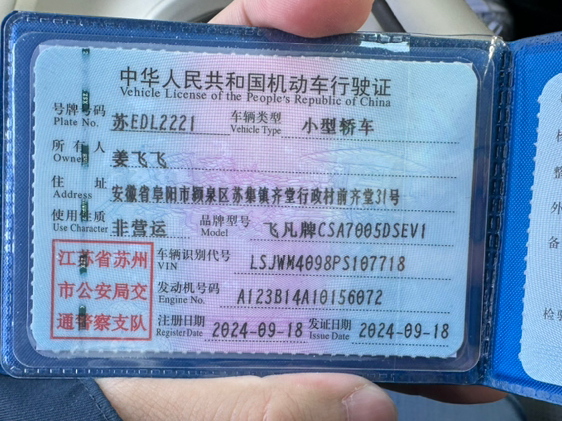 中华人民共和国机动车行驶证
Vehicle License of the People's Republic of China
号牌号码 苏EDL2221 车辆类型 小型轿车
Plate No. Vehicle Type
所有人 姜飞飞
Owner
住址 安徽省阜阳市颍泉区苏集镇齐堂行政村前齐堂31号
Address
使用性质 非营运 品牌型号 飞凡牌CSA7005DSEV1
Use Character Model
江苏省苏州
市公安局交
通警察支队
车辆识别代号 LSJWM4098PS107718
VIN
发动机号码 A123B14A10156072
Engine No.
注册日期 2024-09-18 发证日期 2024-09-18
Register Date Issue Date
整
外
备
检验